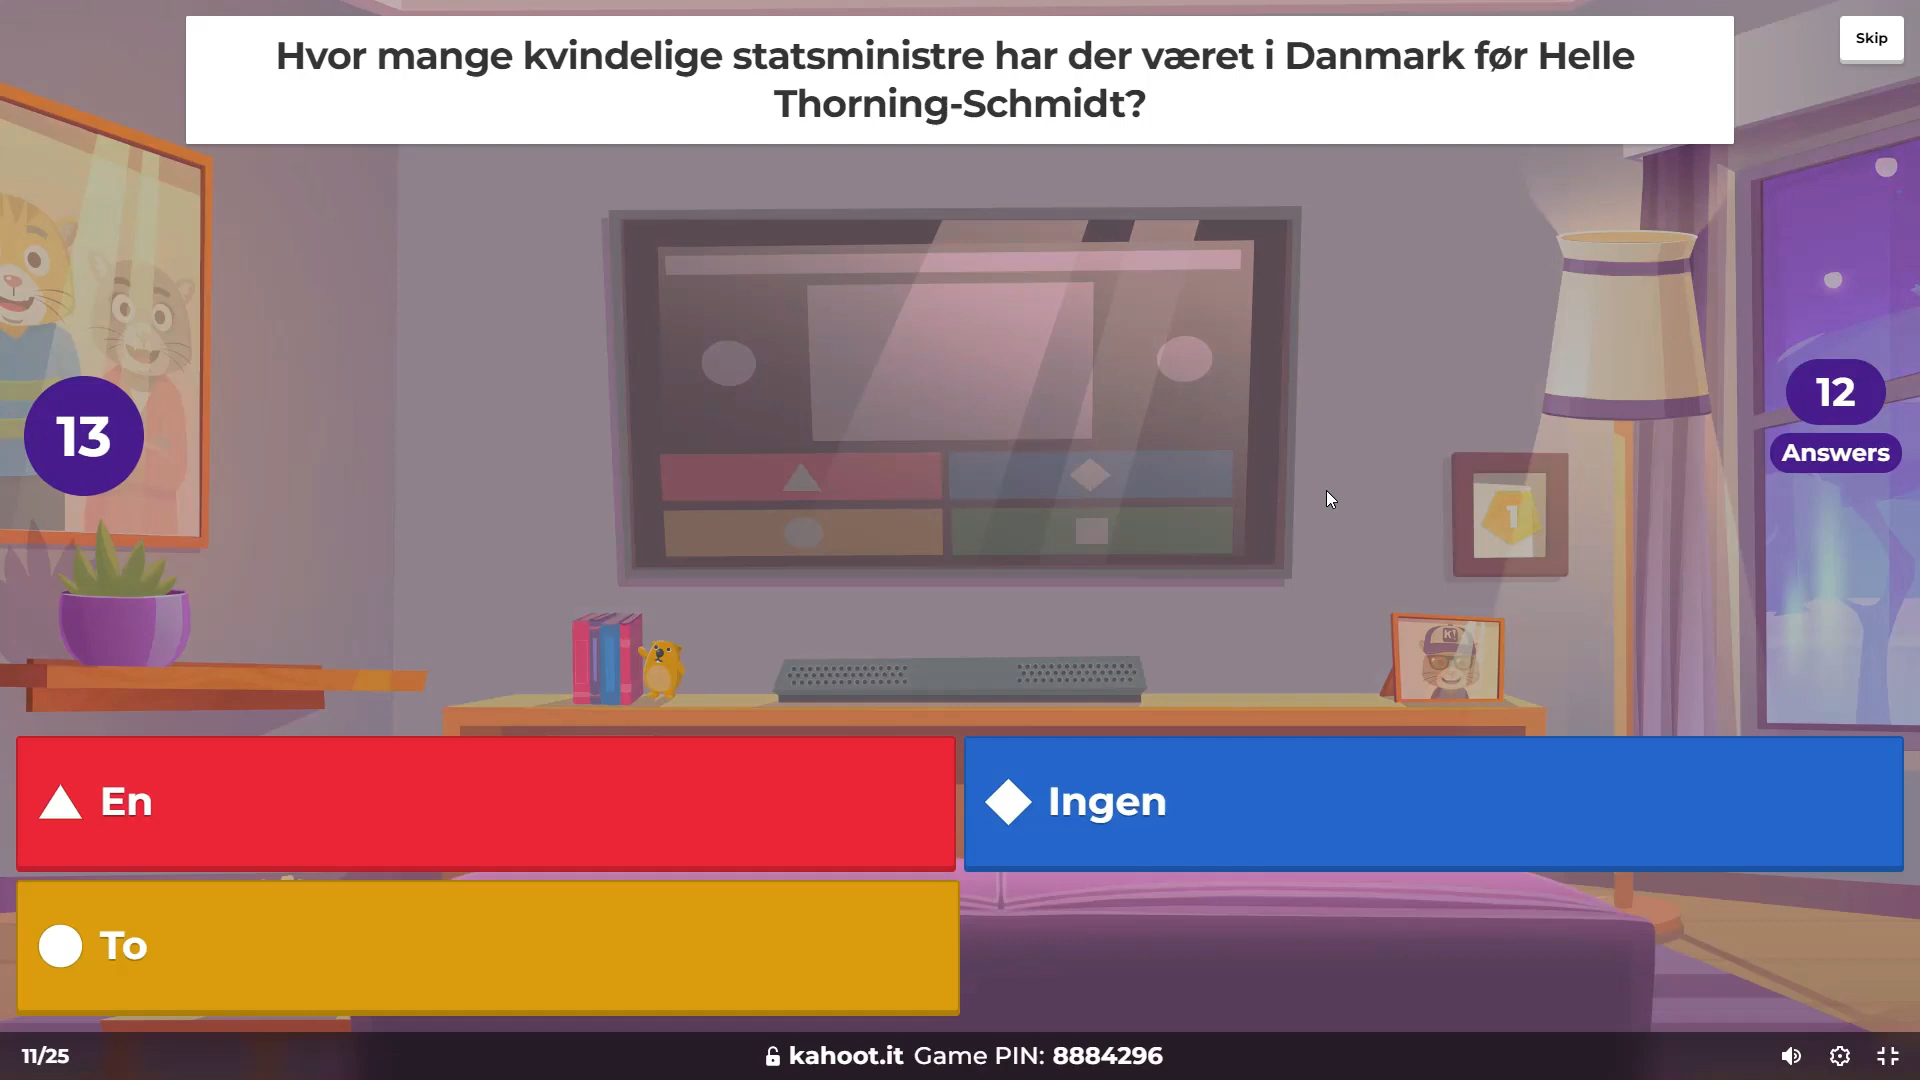 Hvor mange kvindelige statsministre har der været i Danmark før Helle
Thorning-Schmidt?
Skip
13
12
Answers
1
K!
En
Ingen
To
11/25
kahoot.it Game PIN: 8884296